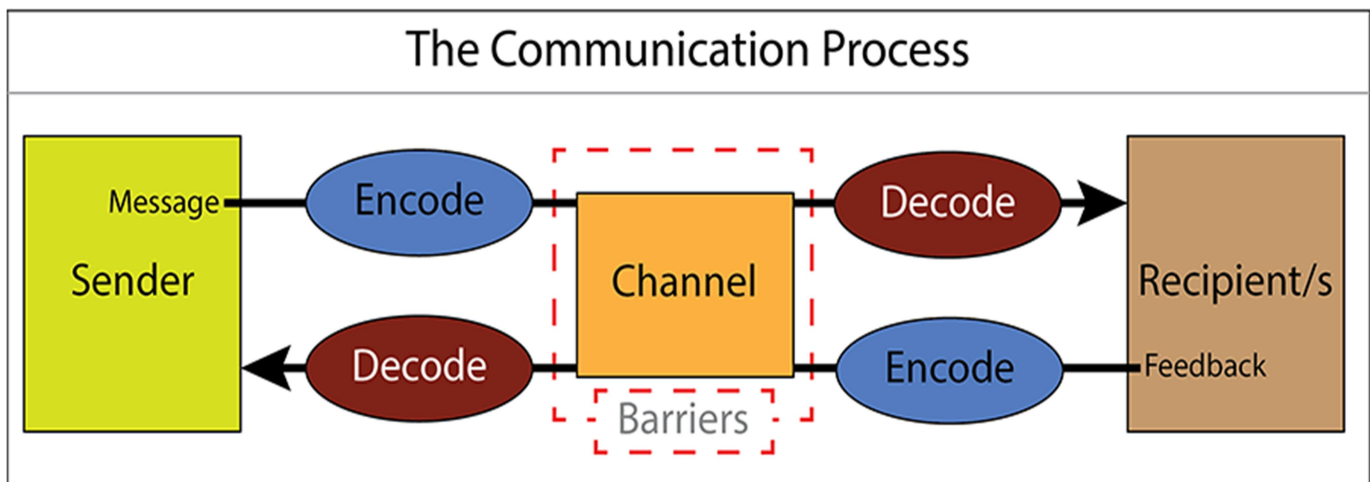 The Communication Process
Message
Encode
Decode
Sender
Channel
Recipient/s
Decode
Encode
Feedback
Barriers